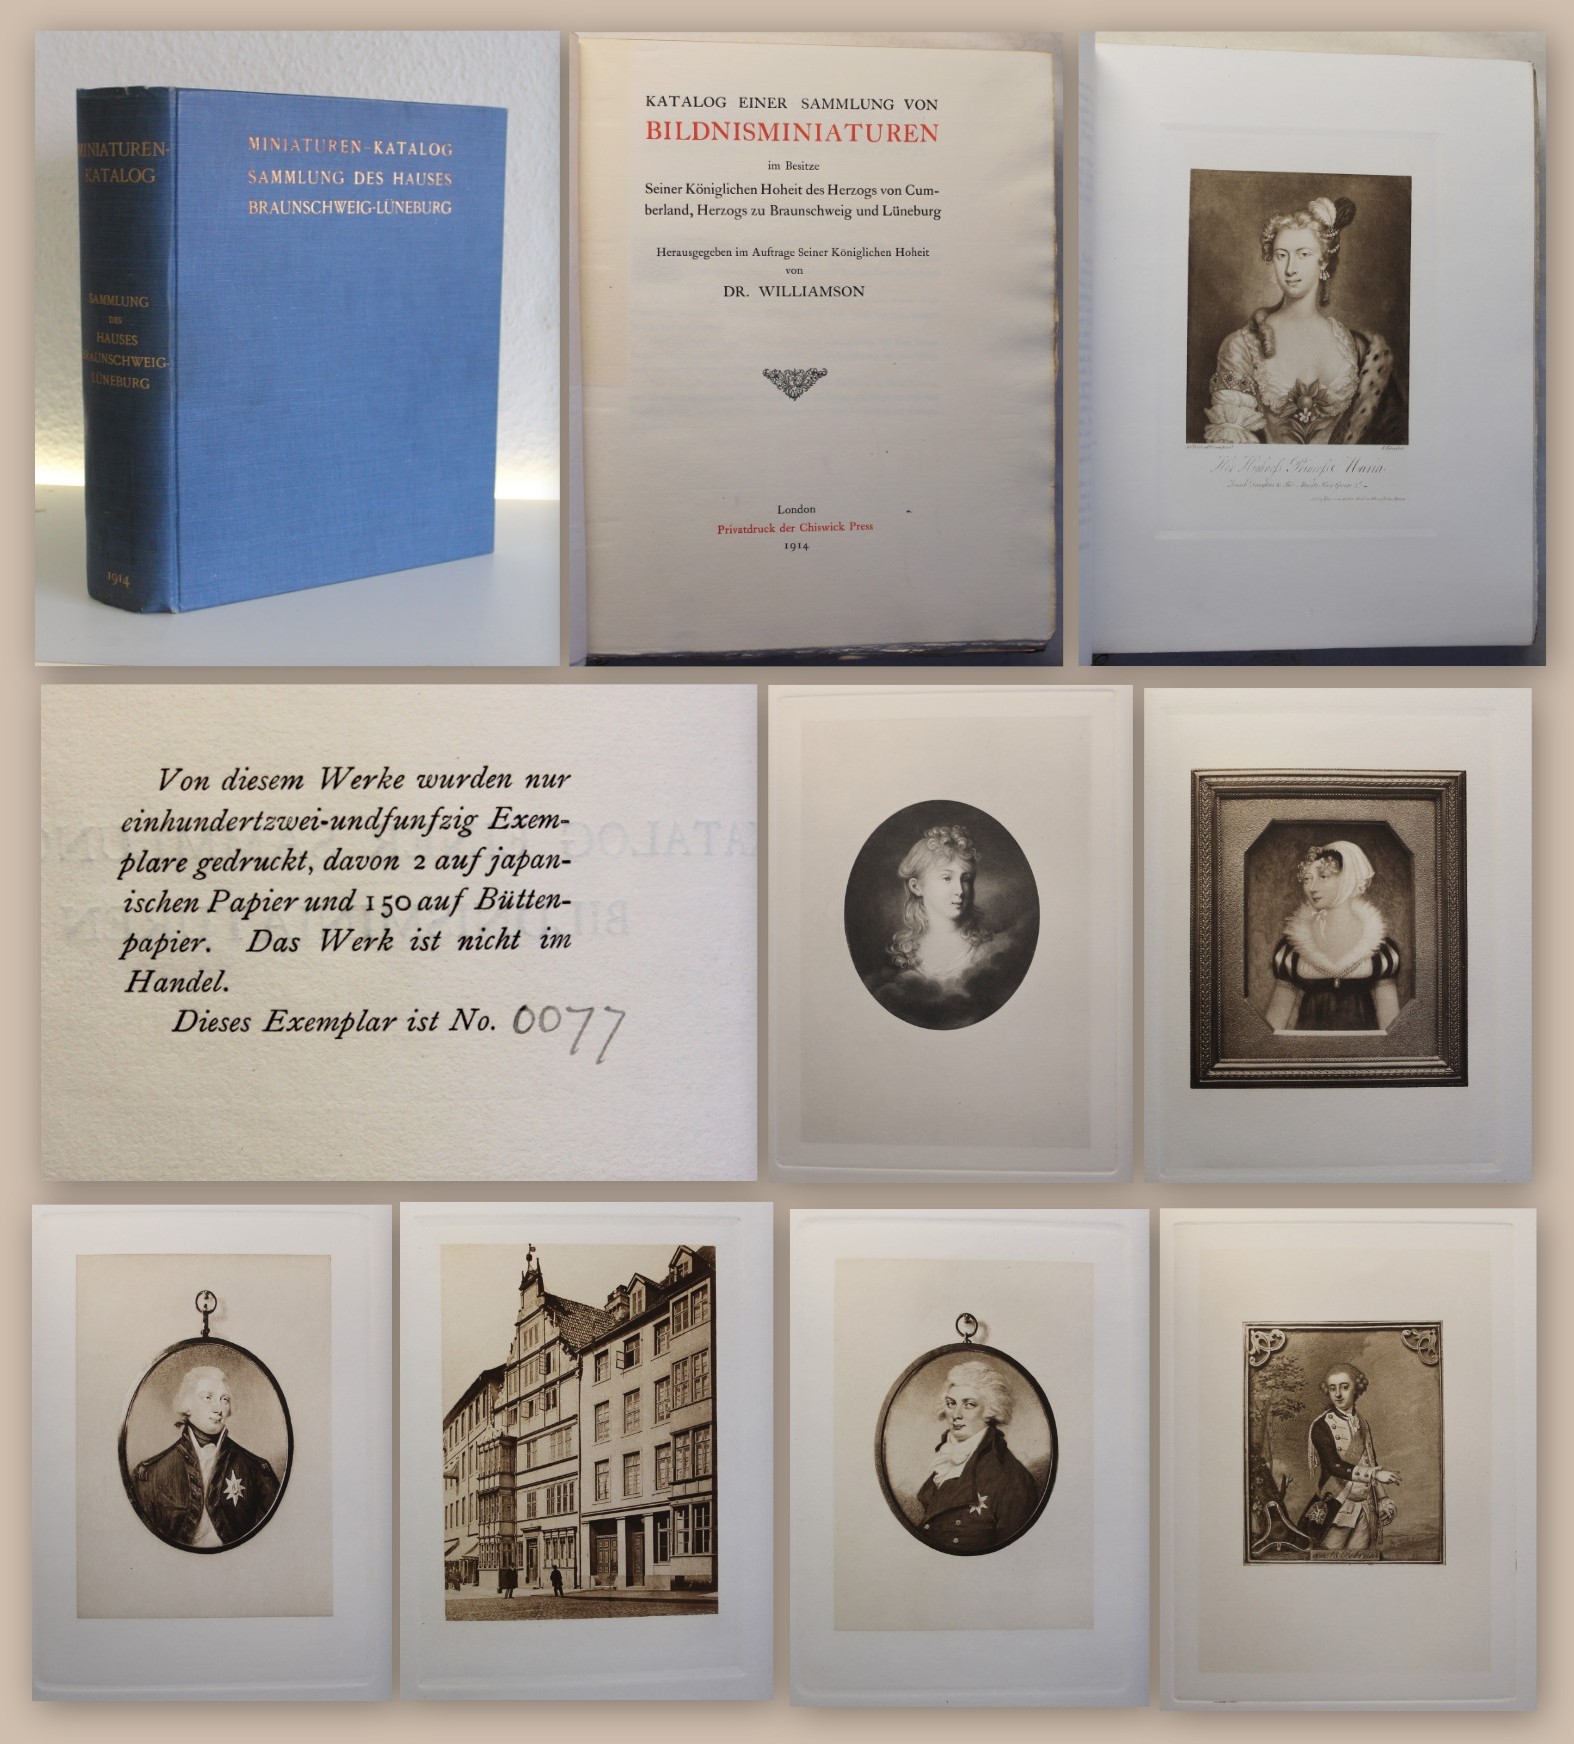 MINIATUREN-
KATALOG
SAMMLUNG
DES
HAUSES
BRAUNSCHWEIG-
LÜNEBURG
1914
MINIATUREN-KATALOG
SAMMLUNG DES HAUSES
BRAUNSCHWEIG-LÜNEBURG
KATALOG EINER SAMMLUNG VON
BILDNISMINIATUREN
im Besitze
Seiner Königlichen Hoheit des Herzogs von Cum-
berland, Herzogs zu Braunschweig und Lüneburg
Herausgegeben im Auftrage Seiner Königlichen Hoheit
von
DR. WILLIAMSON
London
Privatdruck der Chiswick Press
1914
Her Highness Princess Maria
Von diesem Werke wurden nur
einhundertzwei-undfunfzig Exem-
plare gedruckt, davon 2 auf japan-
ischen Papier und 150 auf Bütten-
papier. Das Werk ist nicht im
Handel.
Dieses Exemplar ist No. 0077